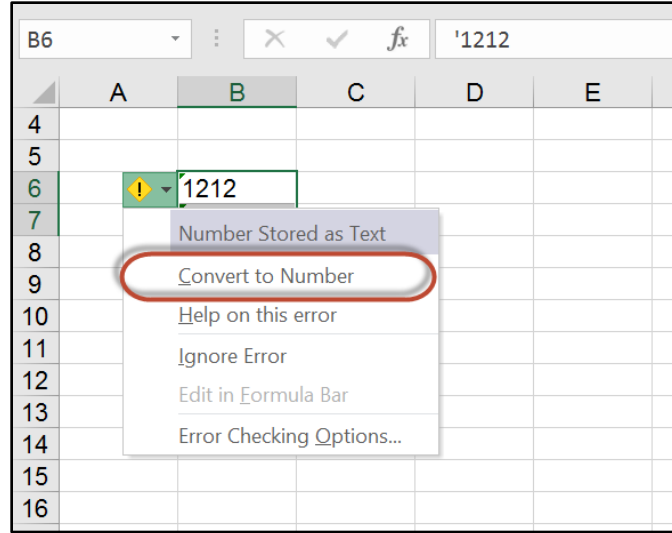 B6 fx '1212
A B C D E
4
5
6 1212
7
Number Stored as Text
8
Convert to Number
9
10 Help on this error
11 Ignore Error
12 Edit in Formula Bar
13
14 Error Checking Options...
15
16